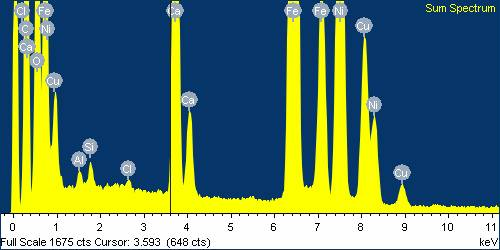 Sum Spectrum
Cl Fe Ca Fe Fe Ni
C Ni
Ca Cu
O
Cu Cu
Ca Ni
Si
Al
Cl Cu
0 1 2 3 4 5 6 7 8 9 10 11
Full Scale 1675 cts Cursor: 3.593 (648 cts) keV